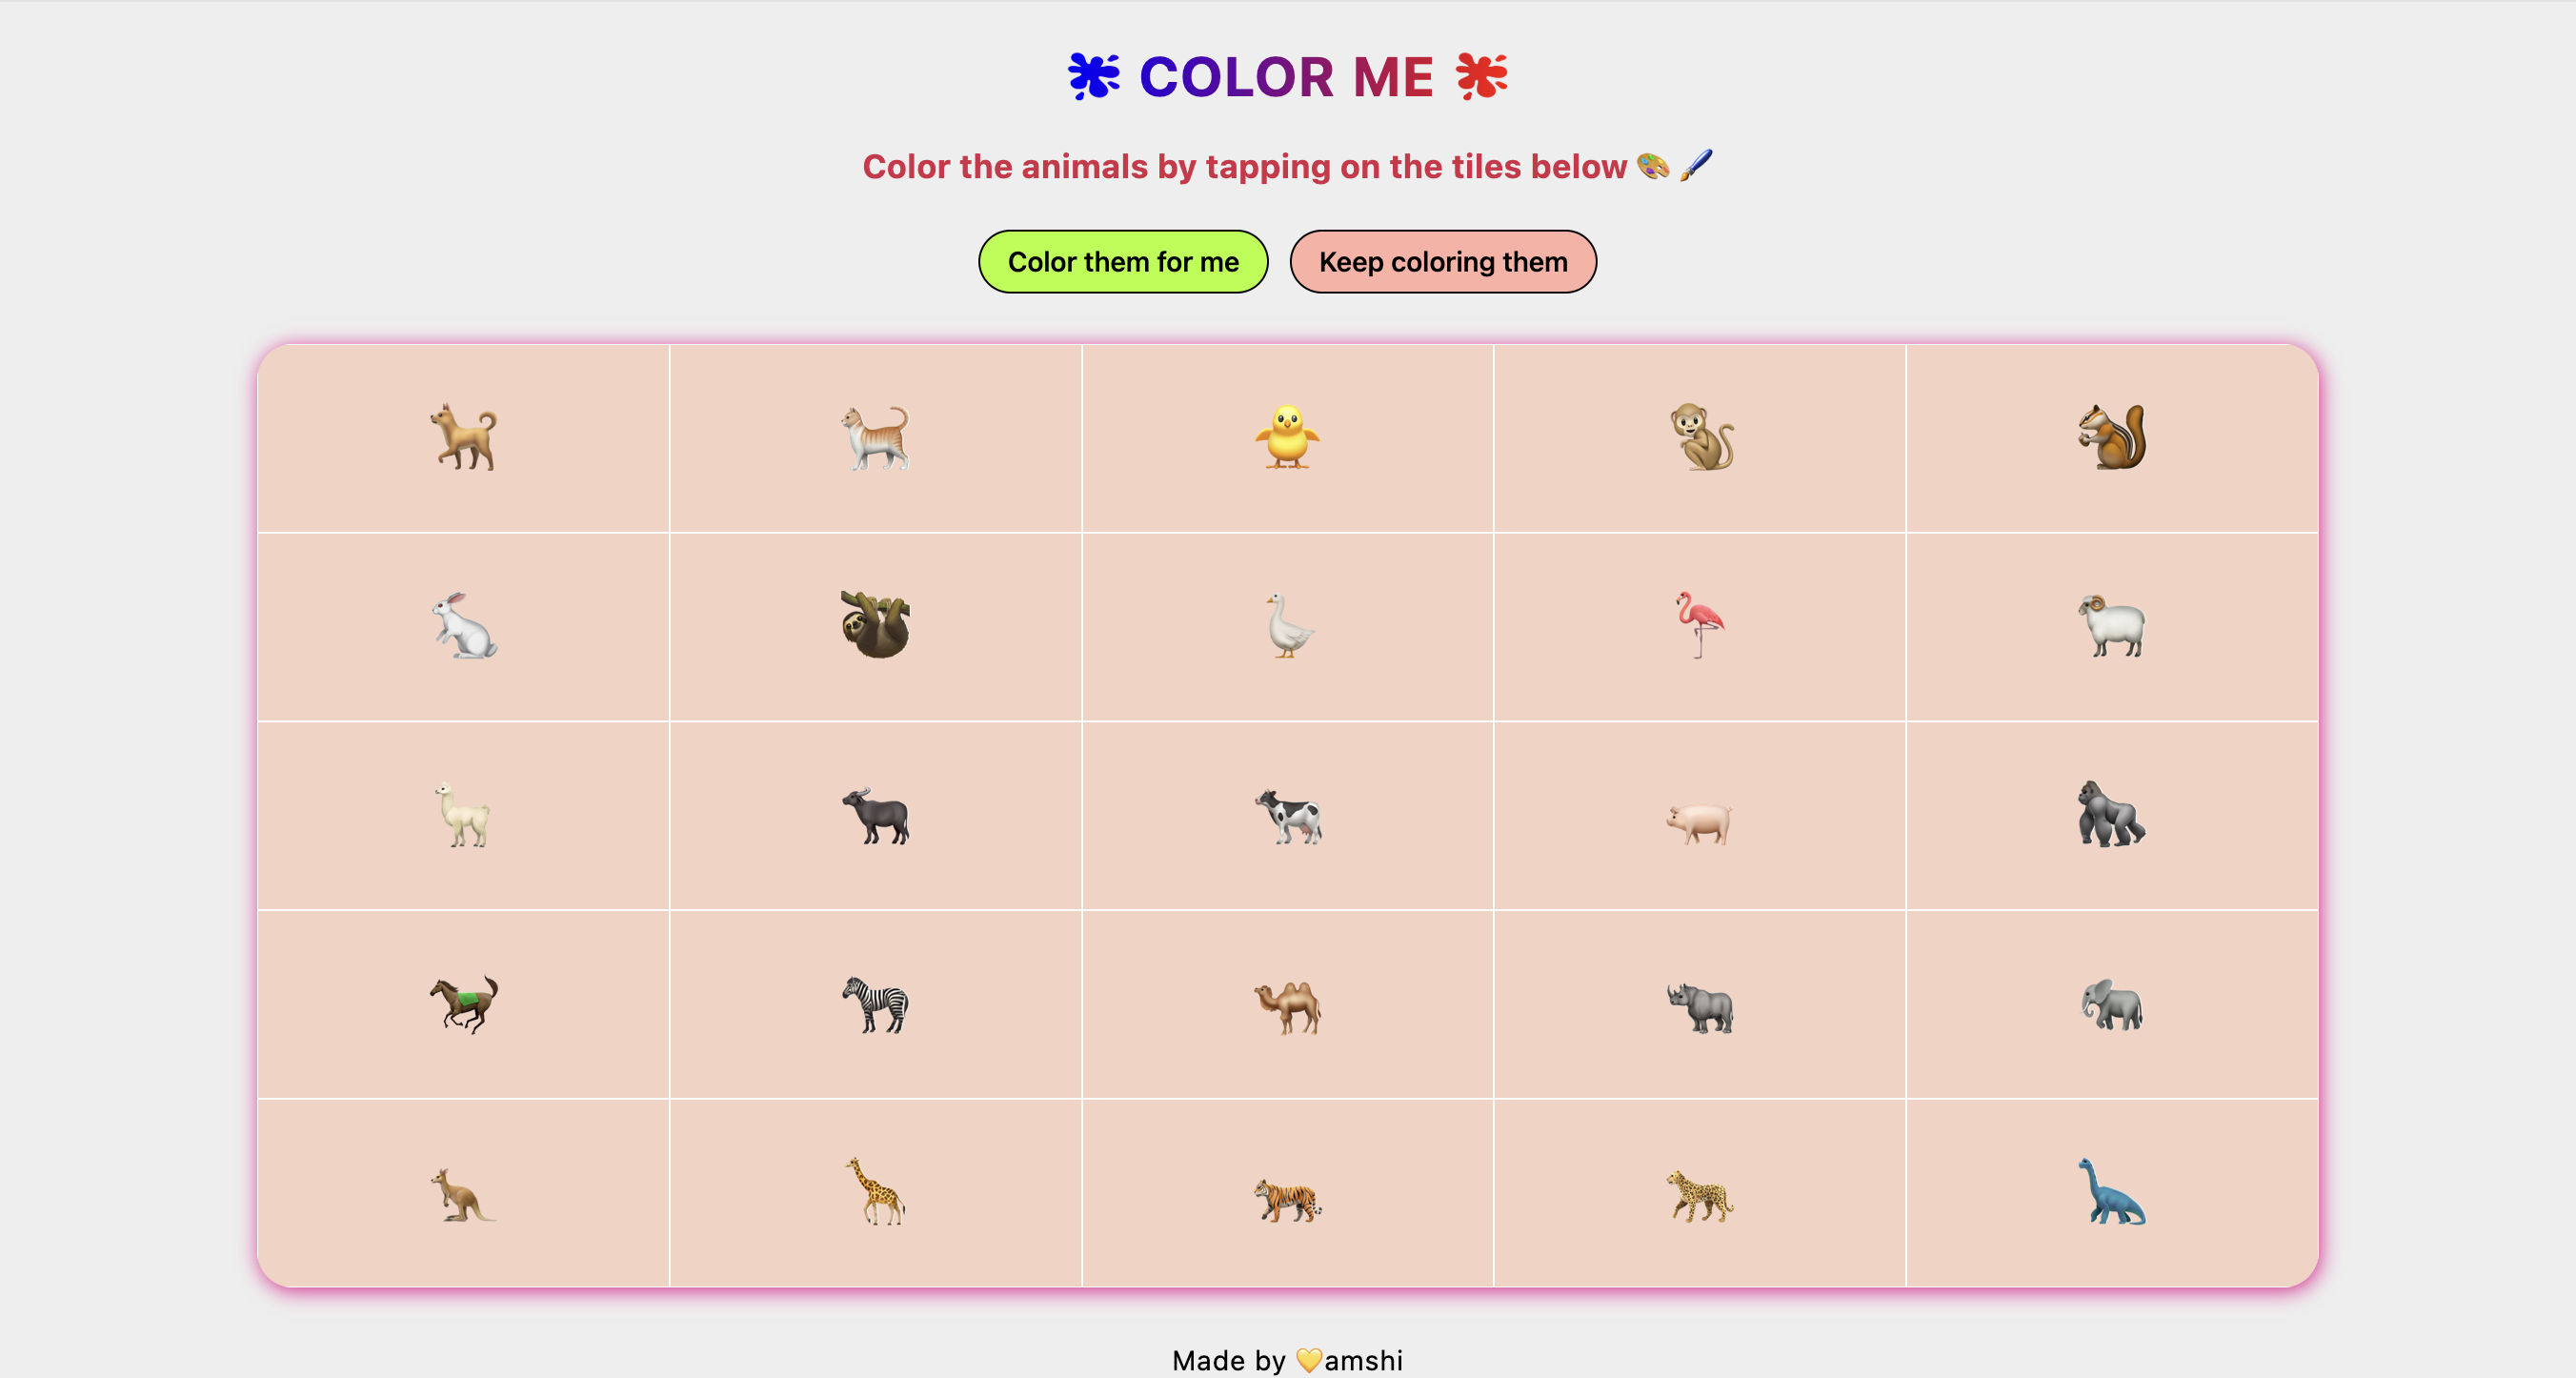 COLOR ME
Color the animals by tapping on the tiles below
Color them for me
Keep coloring them
Made by 💛amshi